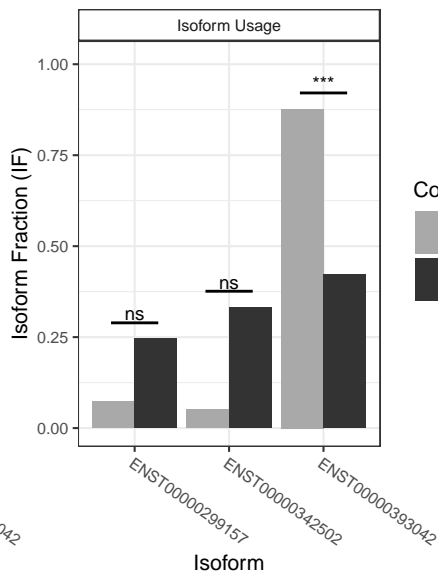 Isoform Usage
1.00
0.75
0.50
0.25
0.00
Isoform Fraction (IF)
ns
ns
***
Co
042
ENST00000299157
ENST00000342502
ENST00000393042
Isoform